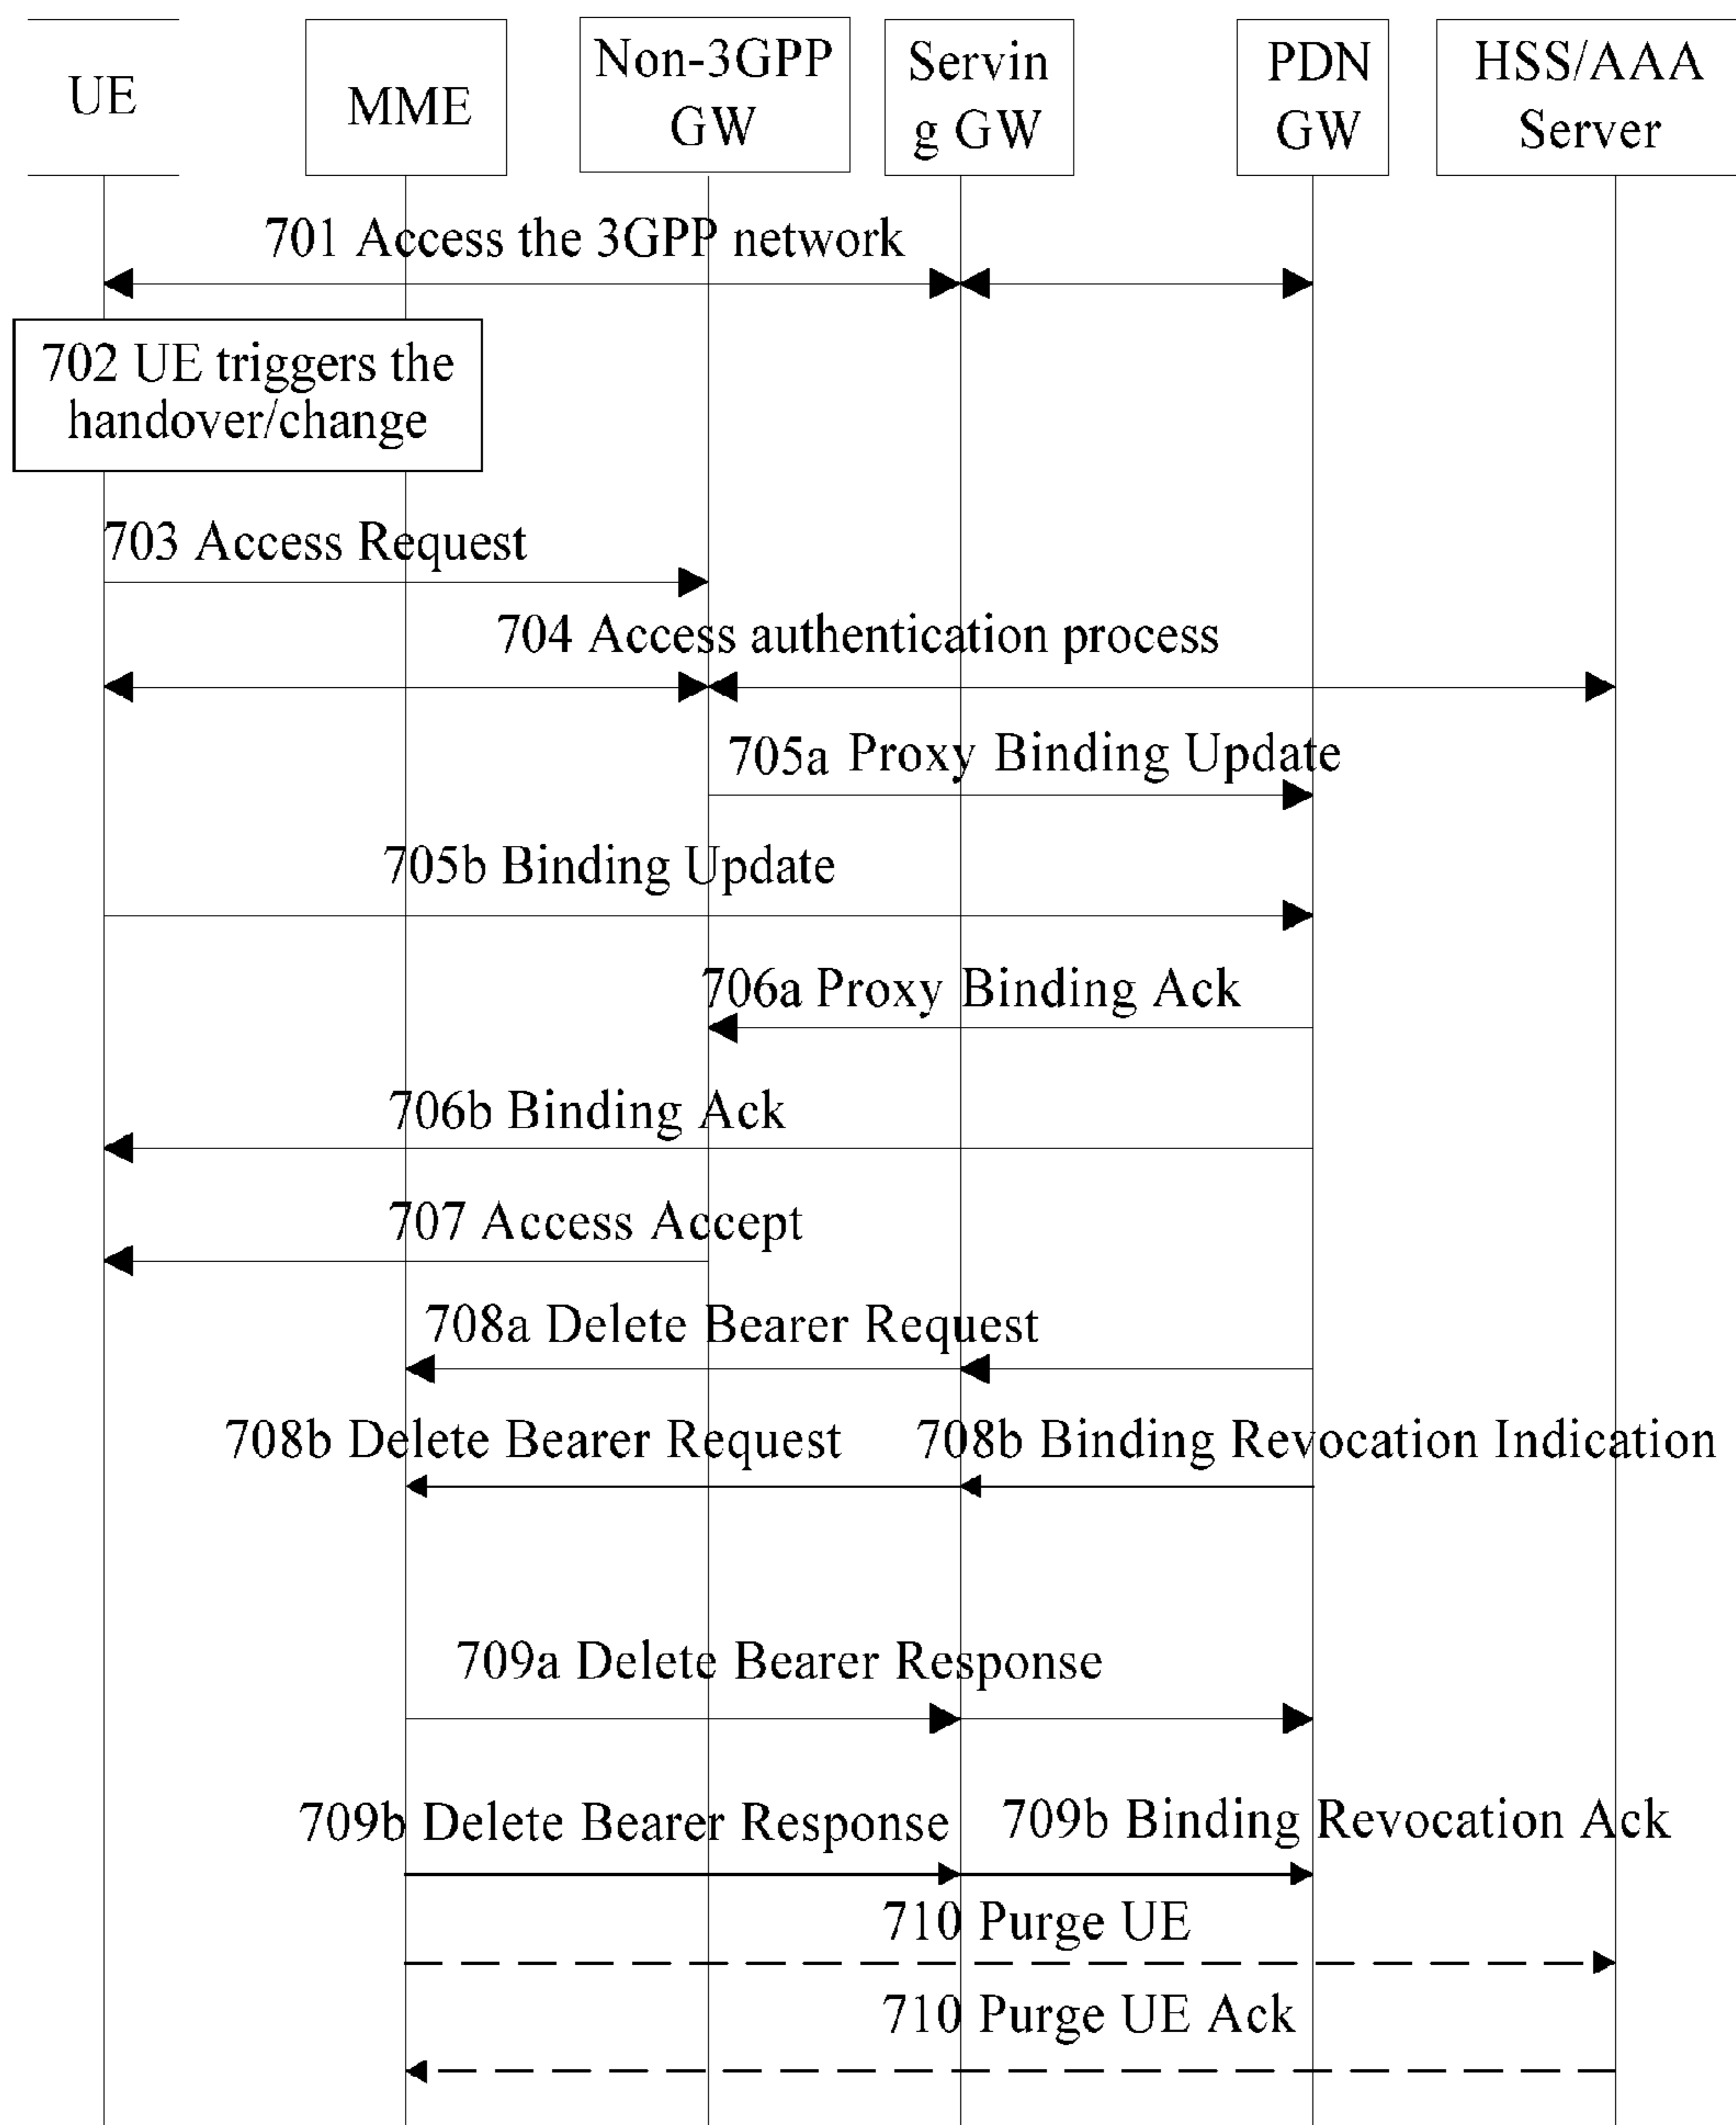 UE
MME
Non-3GPP
GW
Servin
g GW
PDN
GW
HSS/AAA
Server
701 Access the 3GPP network
702 UE triggers the
handover/change
703 Access Request
704 Access authentication process
705a Proxy Binding Update
705b Binding Update
706a Proxy Binding Ack
706b Binding Ack
707 Access Accept
708a Delete Bearer Request
708b Delete Bearer Request
708b Binding Revocation Indication
709a Delete Bearer Response
709b Delete Bearer Response
709b Binding Revocation Ack
710 Purge UE
710 Purge UE Ack